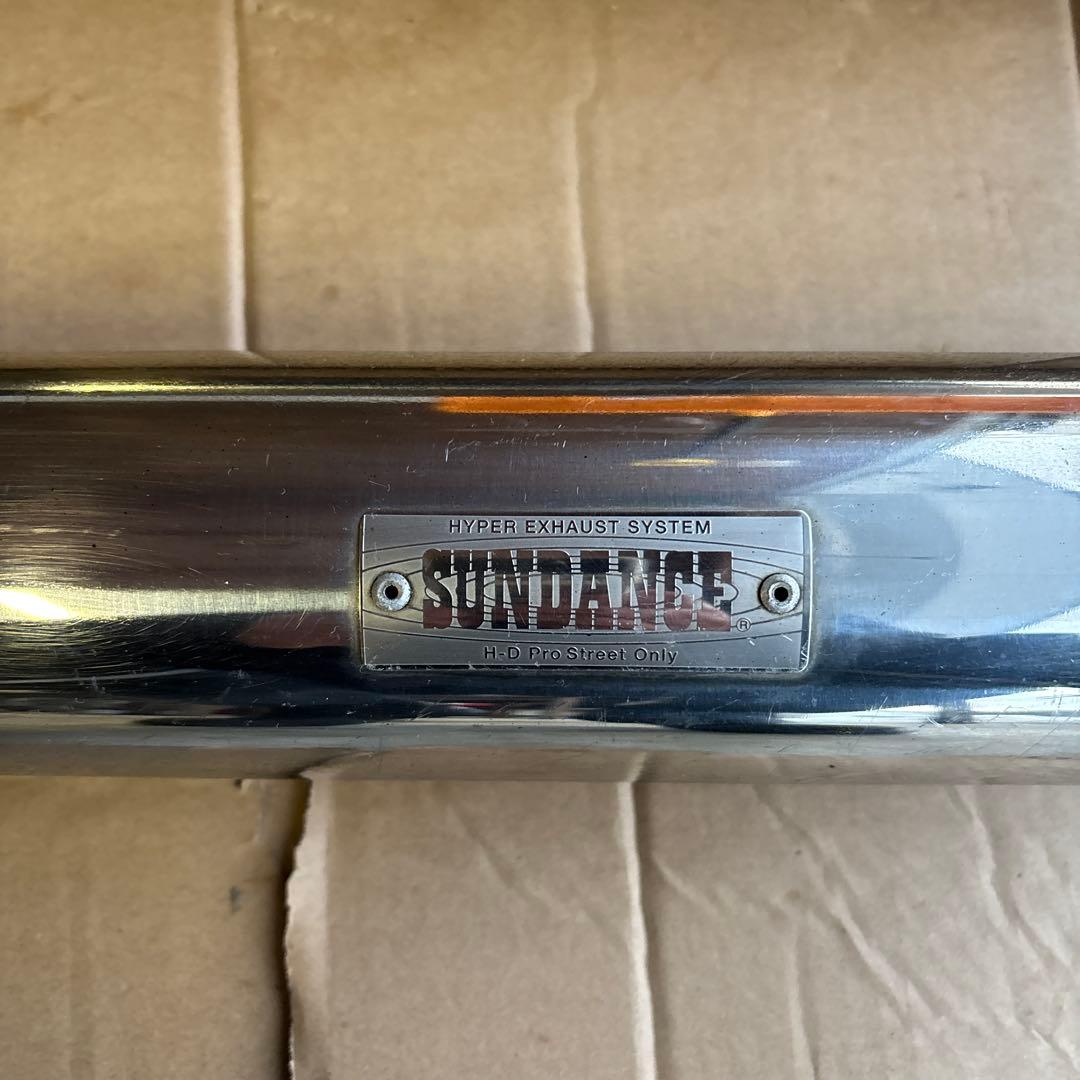 HYPER EXHAUST SYSTEM
SUNDANCE®
H-D Pro Street Only